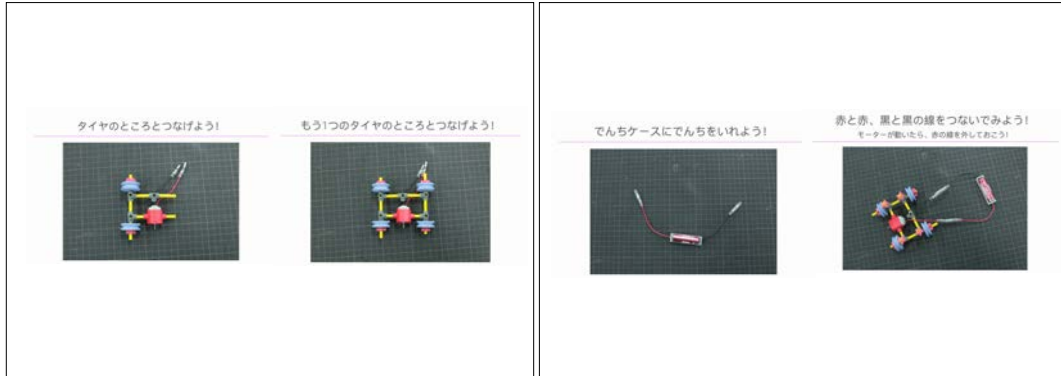 タイヤのところとつなげよう!
もう1つのタイヤのところとつなげよう!
でんちケースにでんちをいれよう!
赤と赤、黒と黒の線をつないでみよう!
モーターが動いたら、赤の線を外しておこう!